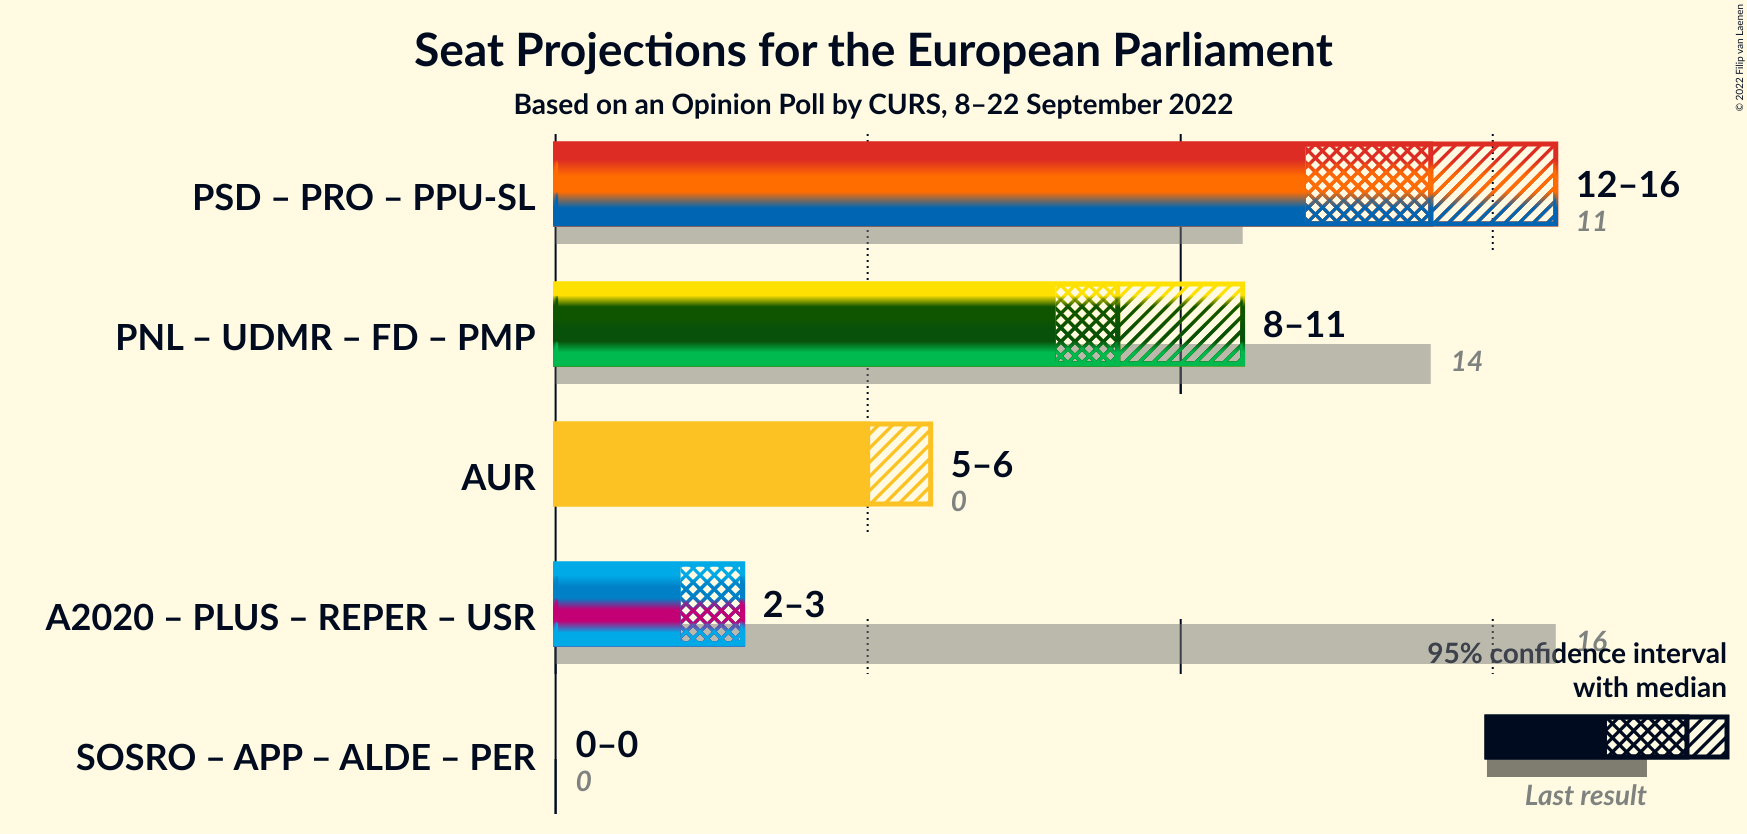 Seat Projections for the European Parliament
Based on an Opinion Poll by CURS, 8–22 September 2022
© 2022 Filip van Laenen
PSD – PRO – PPU-SL
12–16
11
PNL – UDMR – FD – PMP
8–11
14
AUR
5–6
0
A2020 – PLUS – REPER – USR
2–3
16
95% confidence interval
with median
Last result
SOSRO – APP – ALDE – PER
0–0
0